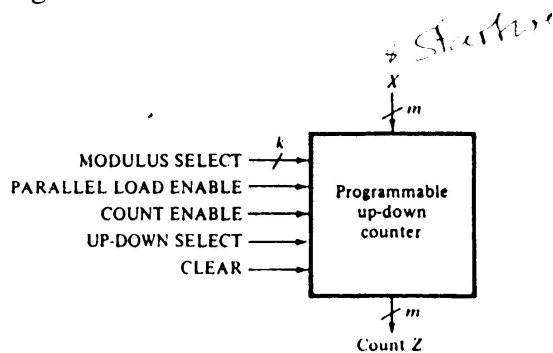 X
m
MODULUS SELECT
k
PARALLEL LOAD ENABLE
COUNT ENABLE
UP-DOWN SELECT
CLEAR
Programmable
up-down
counter
m
Count Z